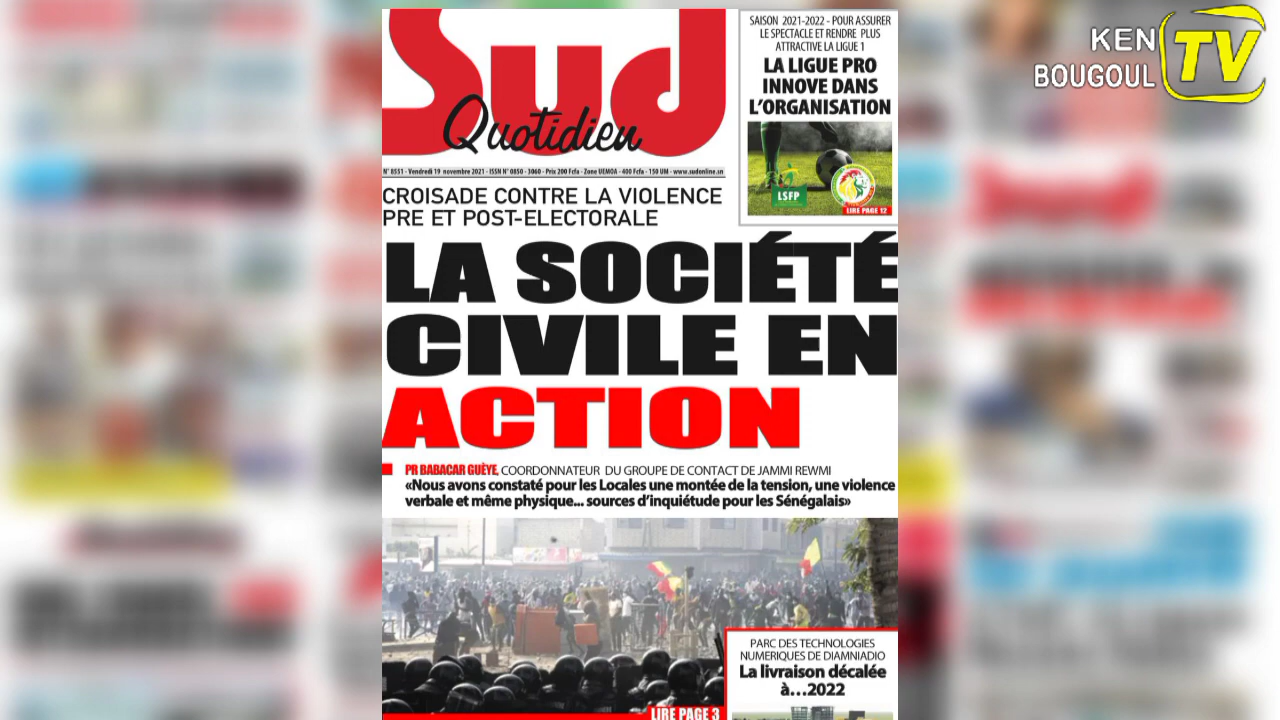 KEN
BOUGOUL
TV
Sud
Quotidien
N° 8551 - Vendredi 19 novembre 2021 - ISSN N° 0850 - 3060 - Prix 200 Fcfa - Zone UEMOA - 400 Fcfa - 150 UM - www.sudonline.sn
SAISON 2021-2022 - POUR ASSURER
LE SPECTACLE ET RENDRE PLUS
ATTRACTIVE LA LIGUE 1
LA LIGUE PRO
INNOVE DANS
L'ORGANISATION
LSFP
LIRE PAGE 12
CROISADE CONTRE LA VIOLENCE
PRE ET POST-ELECTORALE
LA SOCIÉTÉ
CIVILE EN
ACTION
PR BABACAR GUÈYE, COORDONNATEUR DU GROUPE DE CONTACT DE JAMMI REWMI
«Nous avons constaté pour les Locales une montée de la tension, une violence
verbale et même physique... sources d'inquiétude pour les Sénégalais»
LIRE PAGE 3
PARC DES TECHNOLOGIES
NUMERIQUES DE DIAMNIADIO
La livraison décalée
à...2022